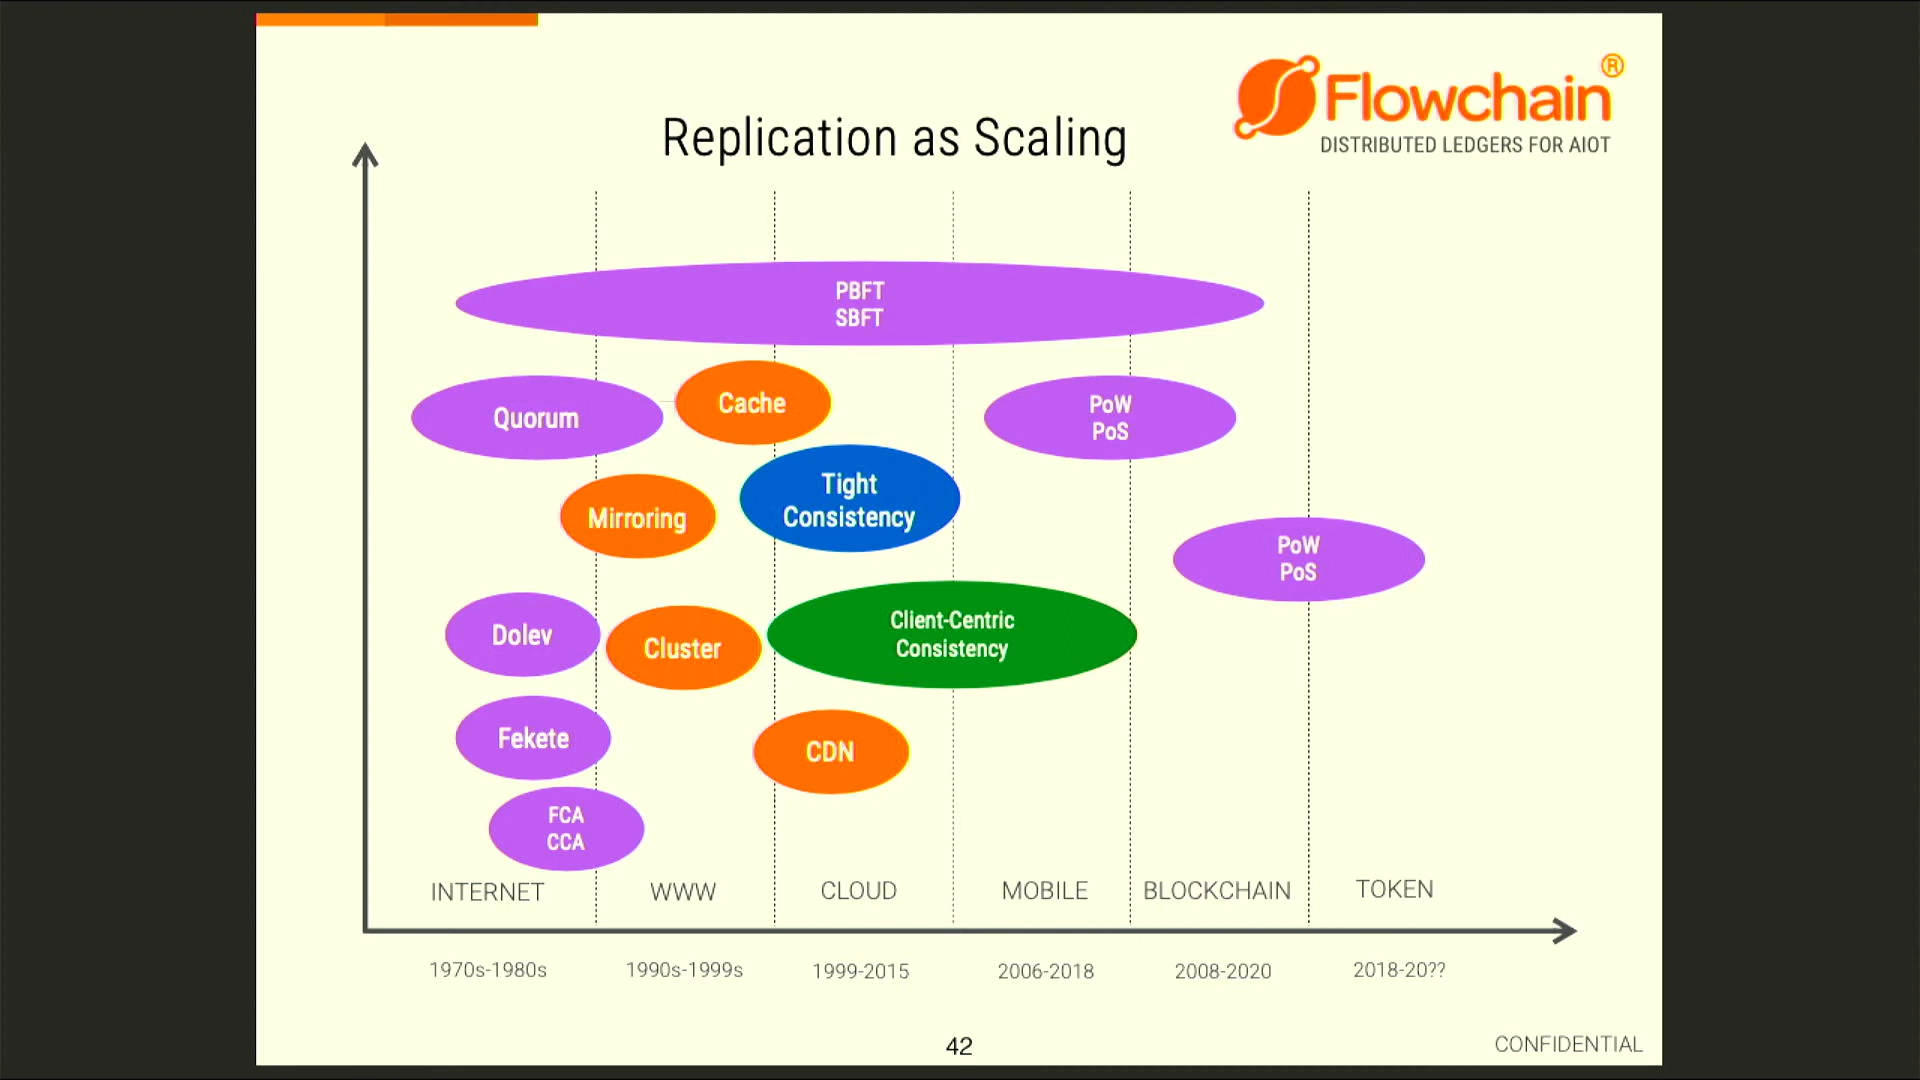 Flowchain®
DISTRIBUTED LEDGERS FOR AIOT
Replication as Scaling
PBFT
SBFT
Quorum
Cache
PoW
PoS
Mirroring
Tight
Consistency
PoW
PoS
Dolev
Cluster
Client-Centric
Consistency
Fekete
CDN
FCA
CCA
INTERNET
WWW
CLOUD
MOBILE
BLOCKCHAIN
TOKEN
1970s-1980s
1990s-1999s
1999-2015
2006-2018
2008-2020
2018-20??
42
CONFIDENTIAL